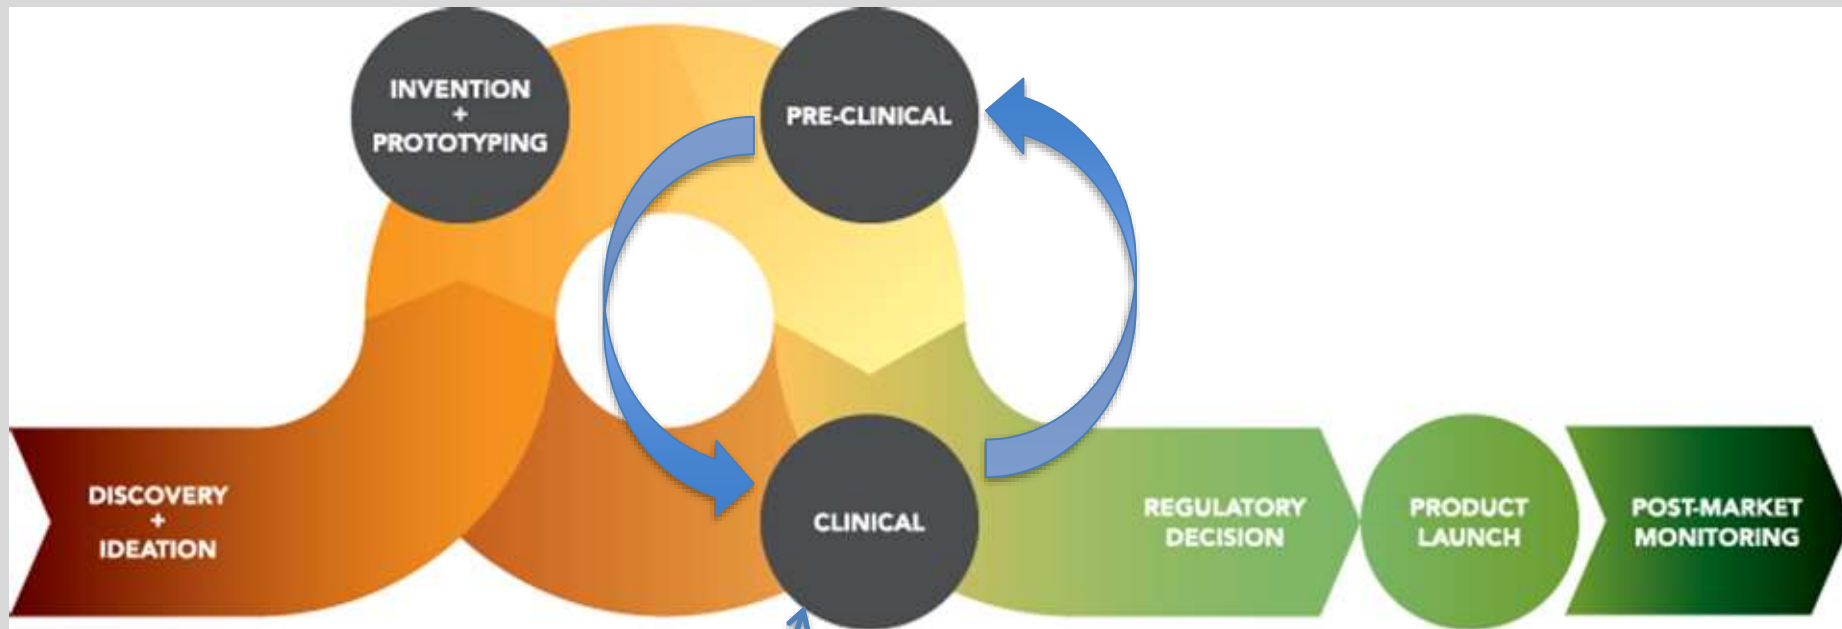 INVENTION
+
PROTOTYPING
PRE-CLINICAL
DISCOVERY
+
IDEATION
CLINICAL
REGULATORY
DECISION
PRODUCT
LAUNCH
POST-MARKET
MONITORING